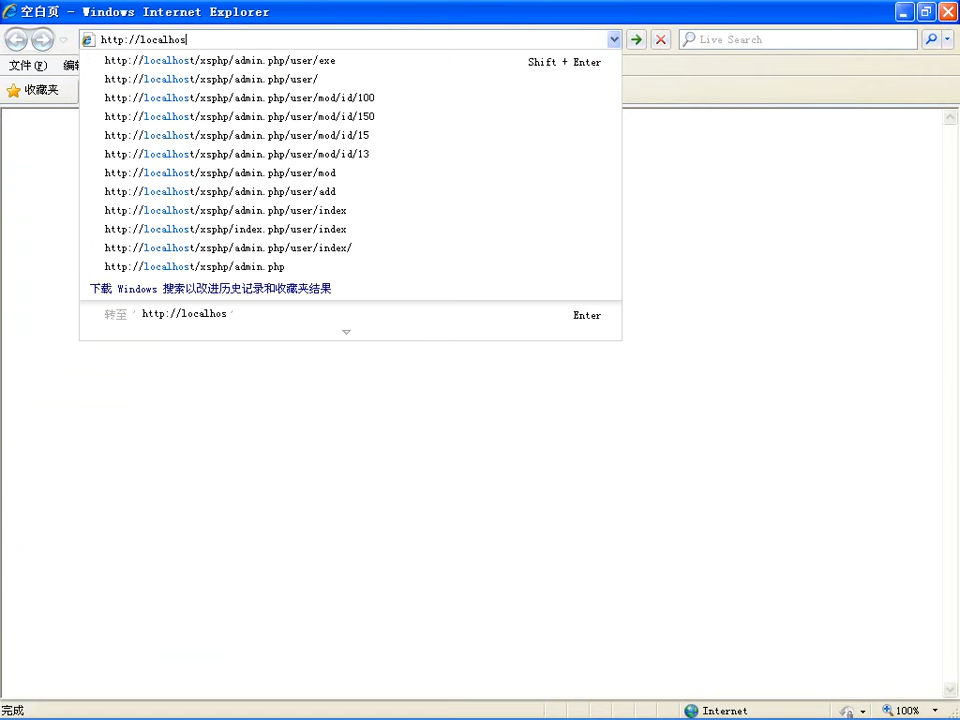 空白页 - Windows Internet Explorer
http://localhos
Live Search
文件(F) 编辑
收藏夹
http://localhost/xsphp/admin.php/user/exe Shift + Enter
http://localhost/xsphp/admin.php/user/
http://localhost/xsphp/admin.php/user/mod/id/100
http://localhost/xsphp/admin.php/user/mod/id/150
http://localhost/xsphp/admin.php/user/mod/id/15
http://localhost/xsphp/admin.php/user/mod/id/13
http://localhost/xsphp/admin.php/user/mod
http://localhost/xsphp/admin.php/user/add
http://localhost/xsphp/admin.php/user/index
http://localhost/xsphp/index.php/user/index
http://localhost/xsphp/admin.php/user/index/
http://localhost/xsphp/admin.php
下载 Windows 搜索以改进历史记录和收藏夹结果
转至 ' http://localhos ' Enter
完成 Internet 100%